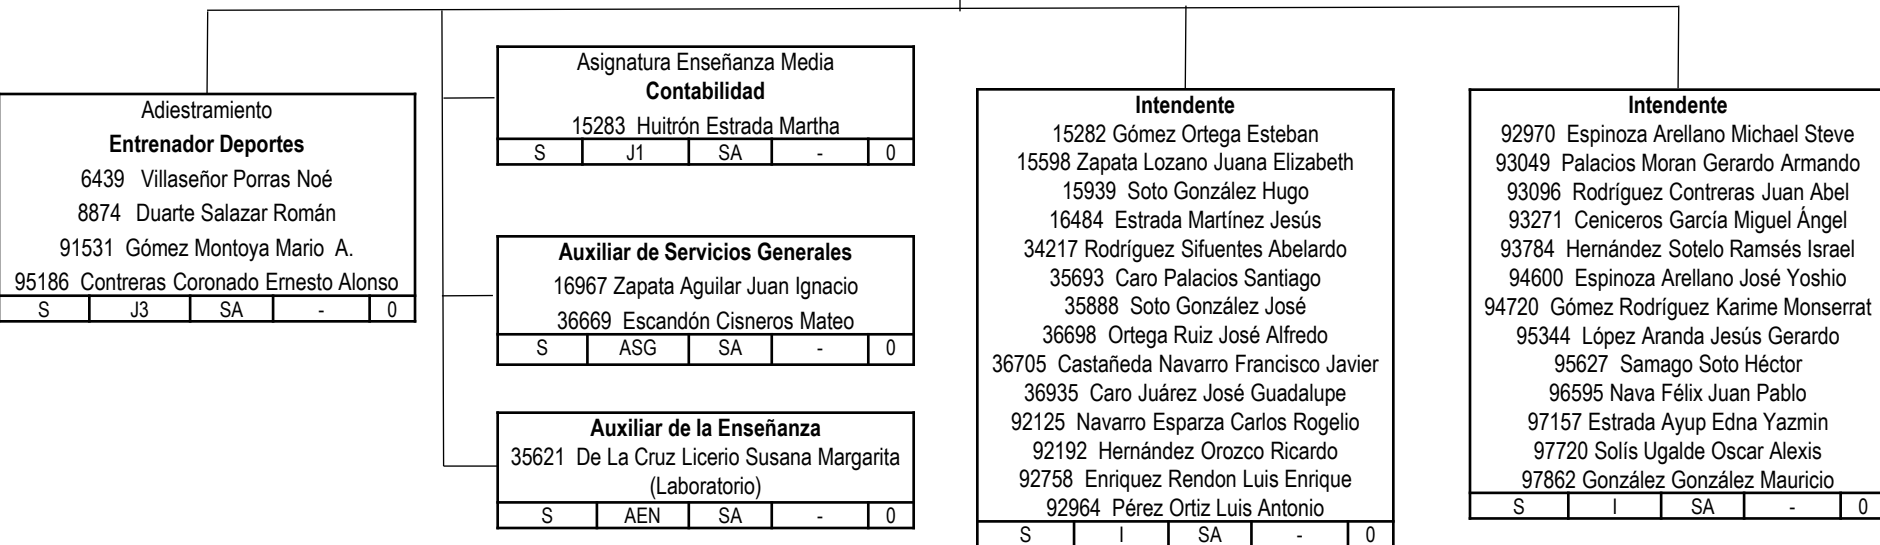 Adiestramiento
Entrenador Deportes
6439 Villaseñor Porras Noé
8874 Duarte Salazar Román
91531 Gómez Montoya Mario A.
95186 Contreras Coronado Ernesto Alonso
S J3 SA - 0
Asignatura Enseñanza Media
Contabilidad
15283 Huitrón Estrada Martha
S J1 SA - 0
Auxiliar de Servicios Generales
16967 Zapata Aguilar Juan Ignacio
36669 Escandón Cisneros Mateo
S ASG SA - 0
Auxiliar de la Enseñanza
35621 De La Cruz Licerio Susana Margarita
(Laboratorio)
S AEN SA - 0
Intendente
15282 Gómez Ortega Esteban
15598 Zapata Lozano Juana Elizabeth
15939 Soto González Hugo
16484 Estrada Martínez Jesús
34217 Rodríguez Sifuentes Abelardo
35693 Caro Palacios Santiago
35888 Soto González José
36698 Ortega Ruiz José Alfredo
36705 Castañeda Navarro Francisco Javier
36935 Caro Juárez José Guadalupe
92125 Navarro Esparza Carlos Rogelio
92192 Hernández Orozco Ricardo
92758 Enriquez Rendon Luis Enrique
92964 Pérez Ortiz Luis Antonio
S I SA - 0
Intendente
92970 Espinoza Arellano Michael Steve
93049 Palacios Moran Gerardo Armando
93096 Rodríguez Contreras Juan Abel
93271 Ceniceros García Miguel Ángel
93784 Hernández Sotelo Ramsés Israel
94600 Espinoza Arellano José Yoshio
94720 Gómez Rodríguez Karime Monserrat
95344 López Aranda Jesús Gerardo
95627 Samago Soto Héctor
96595 Nava Félix Juan Pablo
97157 Estrada Ayup Edna Yazmin
97720 Solís Ugalde Oscar Alexis
97862 González González Mauricio
S I SA - 0